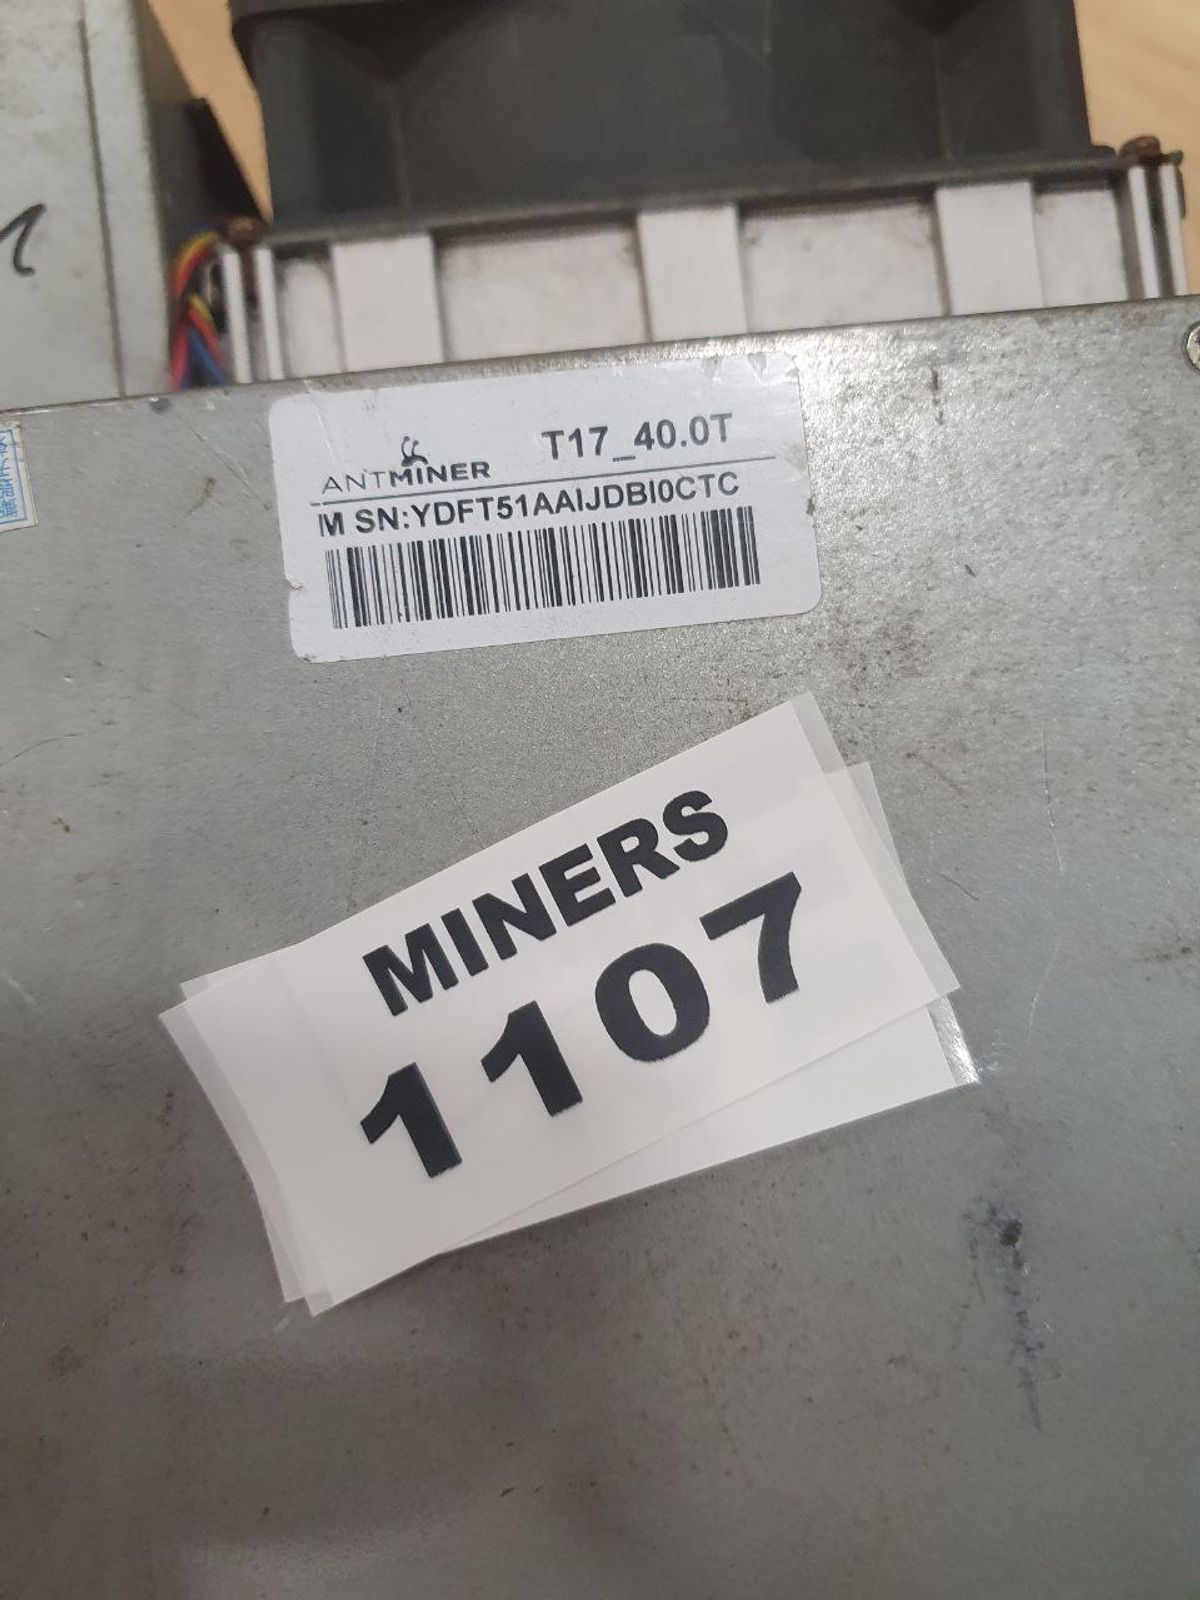 ANTMINER T17_40.0T
M SN:YDFT51AAIJDBI0CTC
MINERS
1107